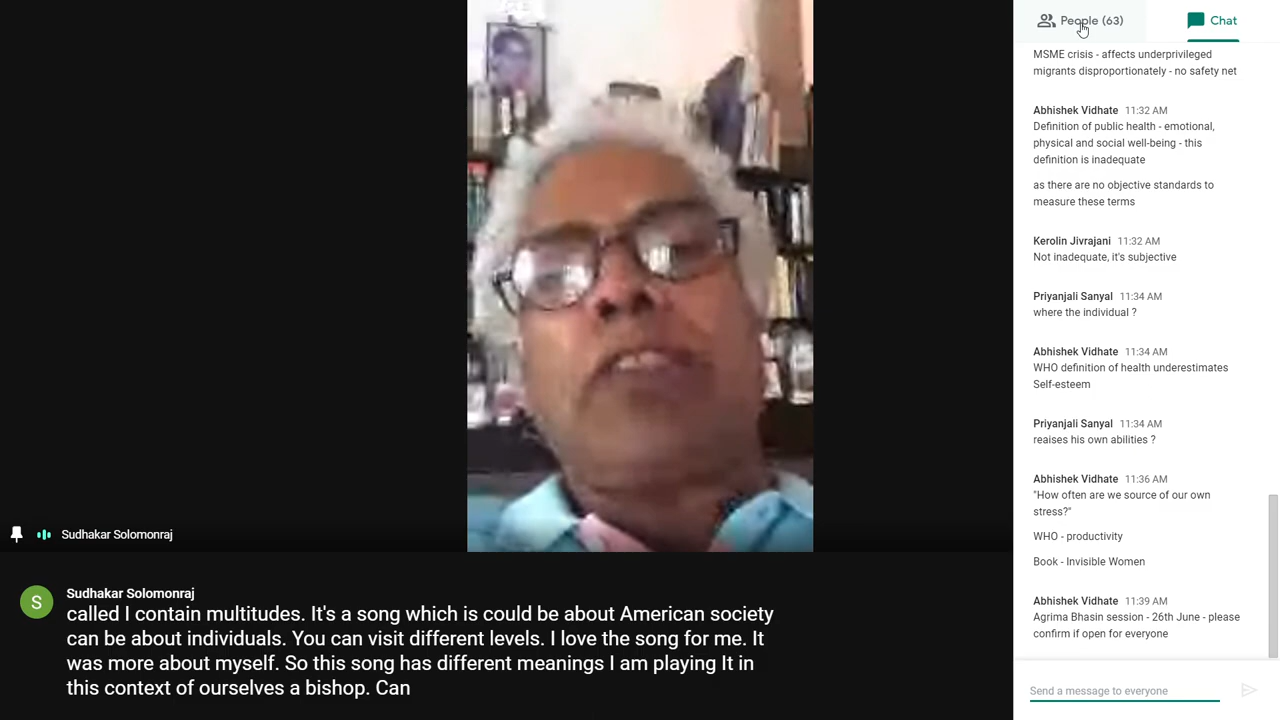 People (63)
Chat
MSME crisis - affects underprivileged
migrants disproportionately - no safety net
Abhishek Vidhate 11:32 AM
Definition of public health - emotional,
physical and social well-being - this
definition is inadequate
as there are no objective standards to
measure these terms
Kerolin Jivrajani 11:32 AM
Not inadequate, it's subjective
Priyanjali Sanyal 11:34 AM
where the individual ?
Abhishek Vidhate 11:34 AM
WHO definition of health underestimates
Self-esteem
Priyanjali Sanyal 11:34 AM
reaises his own abilities ?
Abhishek Vidhate 11:36 AM
"How often are we source of our own
stress?"
WHO - productivity
Book - Invisible Women
Abhishek Vidhate 11:39 AM
Agrima Bhasin session - 26th June - please
confirm if open for everyone
Send a message to everyone
Sudhakar Solomonraj
S
Sudhakar Solomonraj
called I contain multitudes. It's a song which is could be about American society
can be about individuals. You can visit different levels. I love the song for me. It
was more about myself. So this song has different meanings I am playing It in
this context of ourselves a bishop. Can